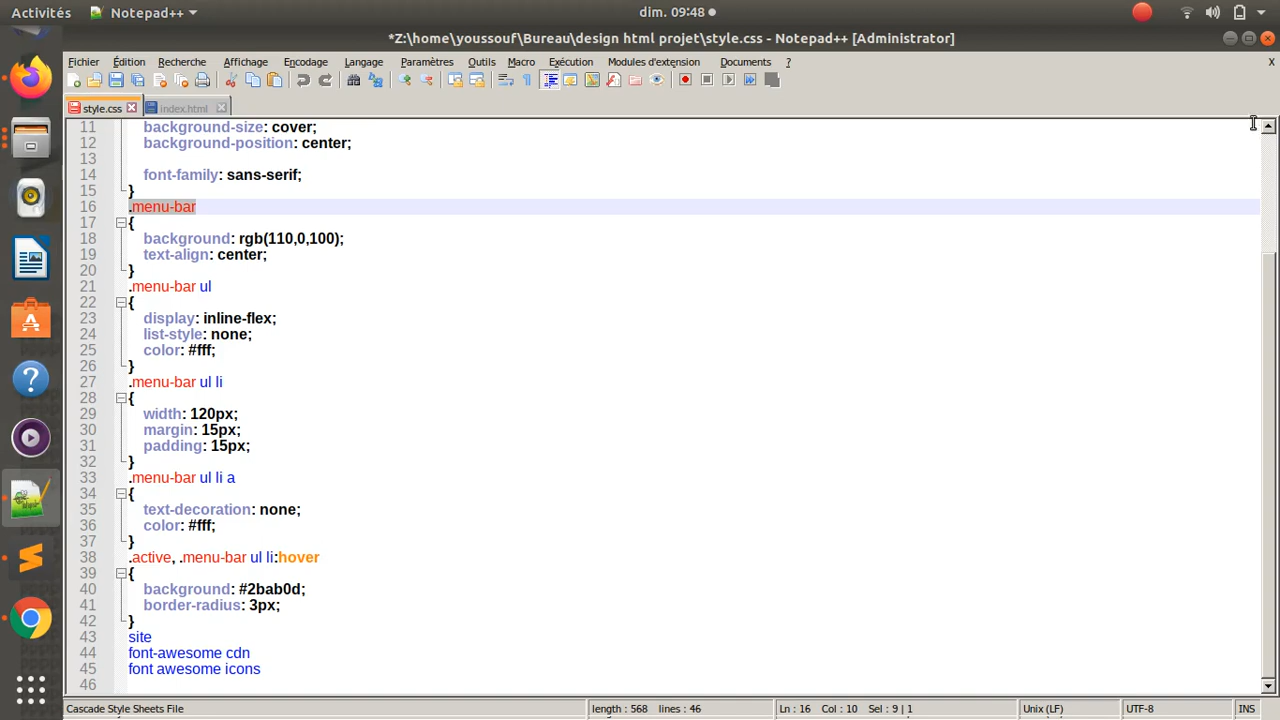 Activités Notepad++ dim. 09:48
*Z:\home\youssouf\Bureau\design html projet\style.css - Notepad++ [Administrator]
Fichier Édition Recherche Affichage Encodage Langage Paramètres Outils Macro Exécution Modules d'extension Documents ? X
style.css index.html
11 background-size: cover;
12 background-position: center;
13
14 font-family: sans-serif;
15 }
16 .menu-bar
17 {
18 background: rgb(110,0,100);
19 text-align: center;
20 }
21 .menu-bar ul
22 {
23 display: inline-flex;
24 list-style: none;
25 color: #fff;
26 }
27 .menu-bar ul li
28 {
29 width: 120px;
30 margin: 15px;
31 padding: 15px;
32 }
33 .menu-bar ul li a
34 {
35 text-decoration: none;
36 color: #fff;
37 }
38 .active, .menu-bar ul li:hover
39 {
40 background: #2bab0d;
41 border-radius: 3px;
42 }
43 site
44 font-awesome cdn
45 font awesome icons
46
Cascade Style Sheets File length : 568 lines : 46 Ln : 16 Col : 10 Sel : 9 | 1 Unix (LF) UTF-8 INS